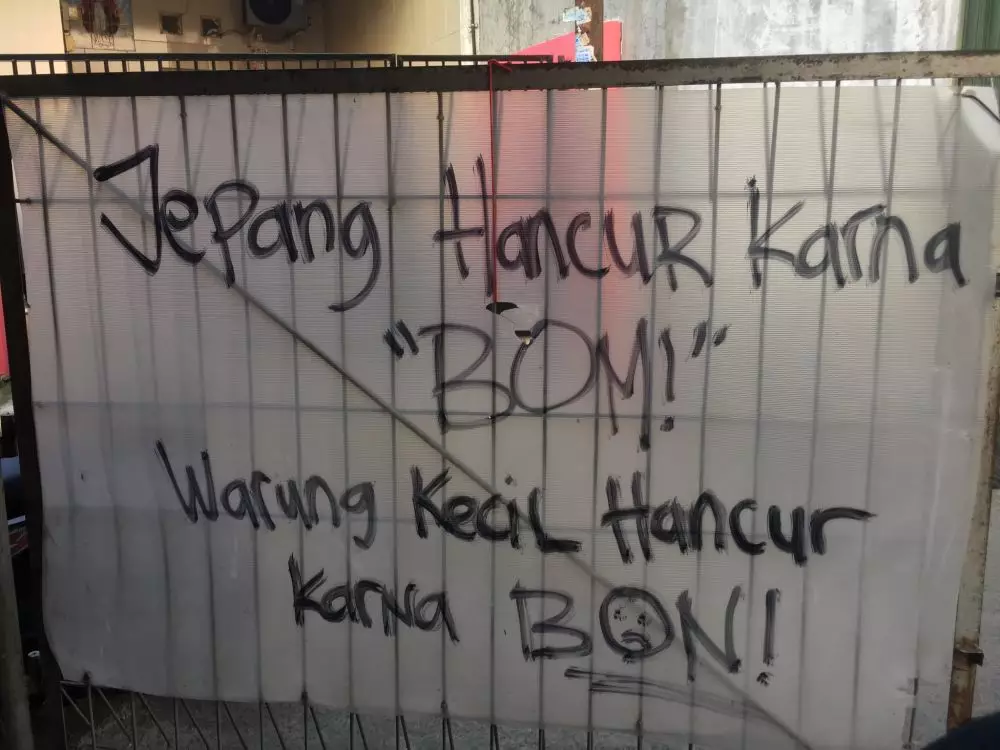 Jepang Hancur Karna
"BOM!"
Warung Kecil Hancur
Karna BON!